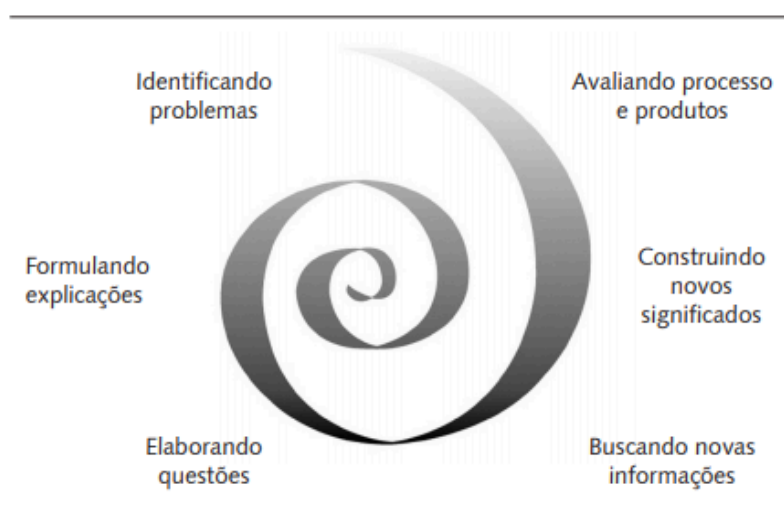 Identificando
problemas
Avaliando processo
e produtos
Formulando
explicações
Construindo
novos
significados
Elaborando
questões
Buscando novas
informações